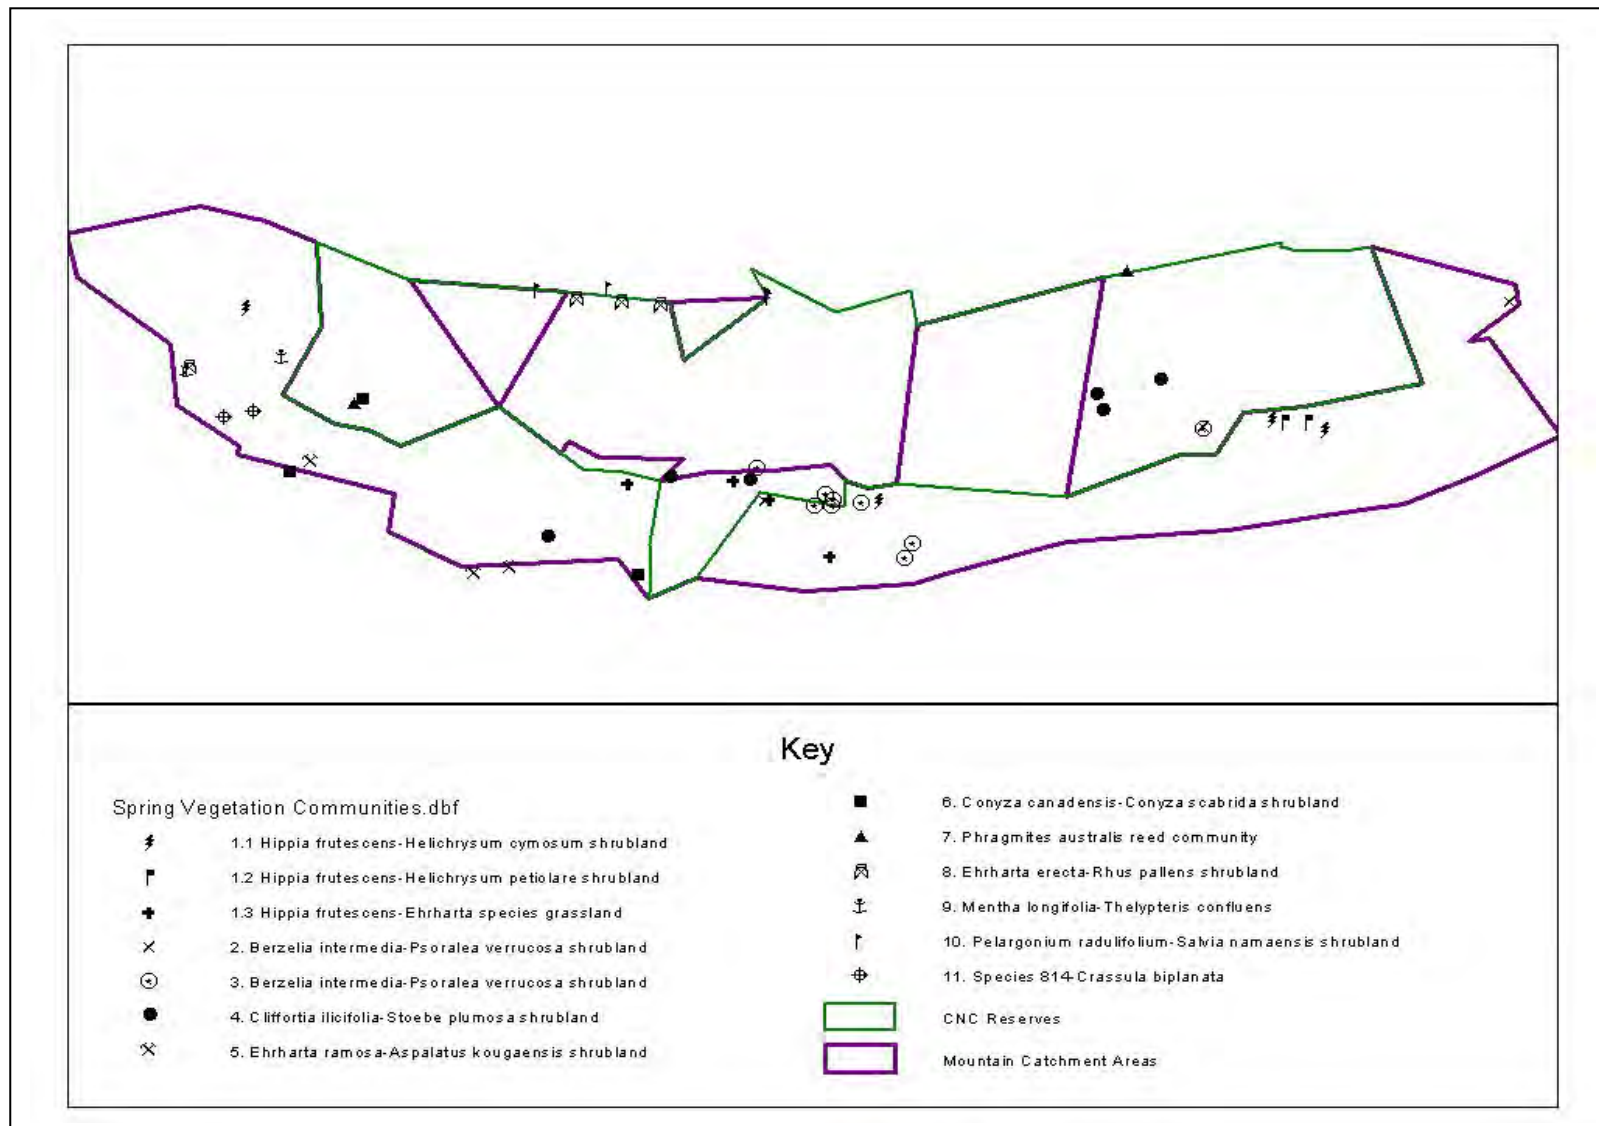 Key
Spring Vegetation Communities.dbf
1.1 Hippia frutescens-Helichrysum cymosum shrubland
1.2 Hippia frutescens-Helichrysum petiolare shrubland
1.3 Hippia frutescens-Ehrharta species grassland
2. Berzelia intermedia-Psoralea verrucosa shrubland
3. Berzelia intermedia-Psoralea verrucosa shrubland
4. Cliffortia ilicifolia-Stoebe plumosa shrubland
5. Ehrharta ramosa-Aspalatus kougaensis shrubland
6. Conyza canadensis-Conyza scabrida shrubland
7. Phragmites australis reed community
8. Ehrharta erecta-Rhus pallens shrubland
9. Mentha longifolia-Thelypteris confluens
10. Pelargonium radulifolium-Salvia namaensis shrubland
11. Species 814-Crassula biplanata
CNC Reserves
Mountain Catchment Areas